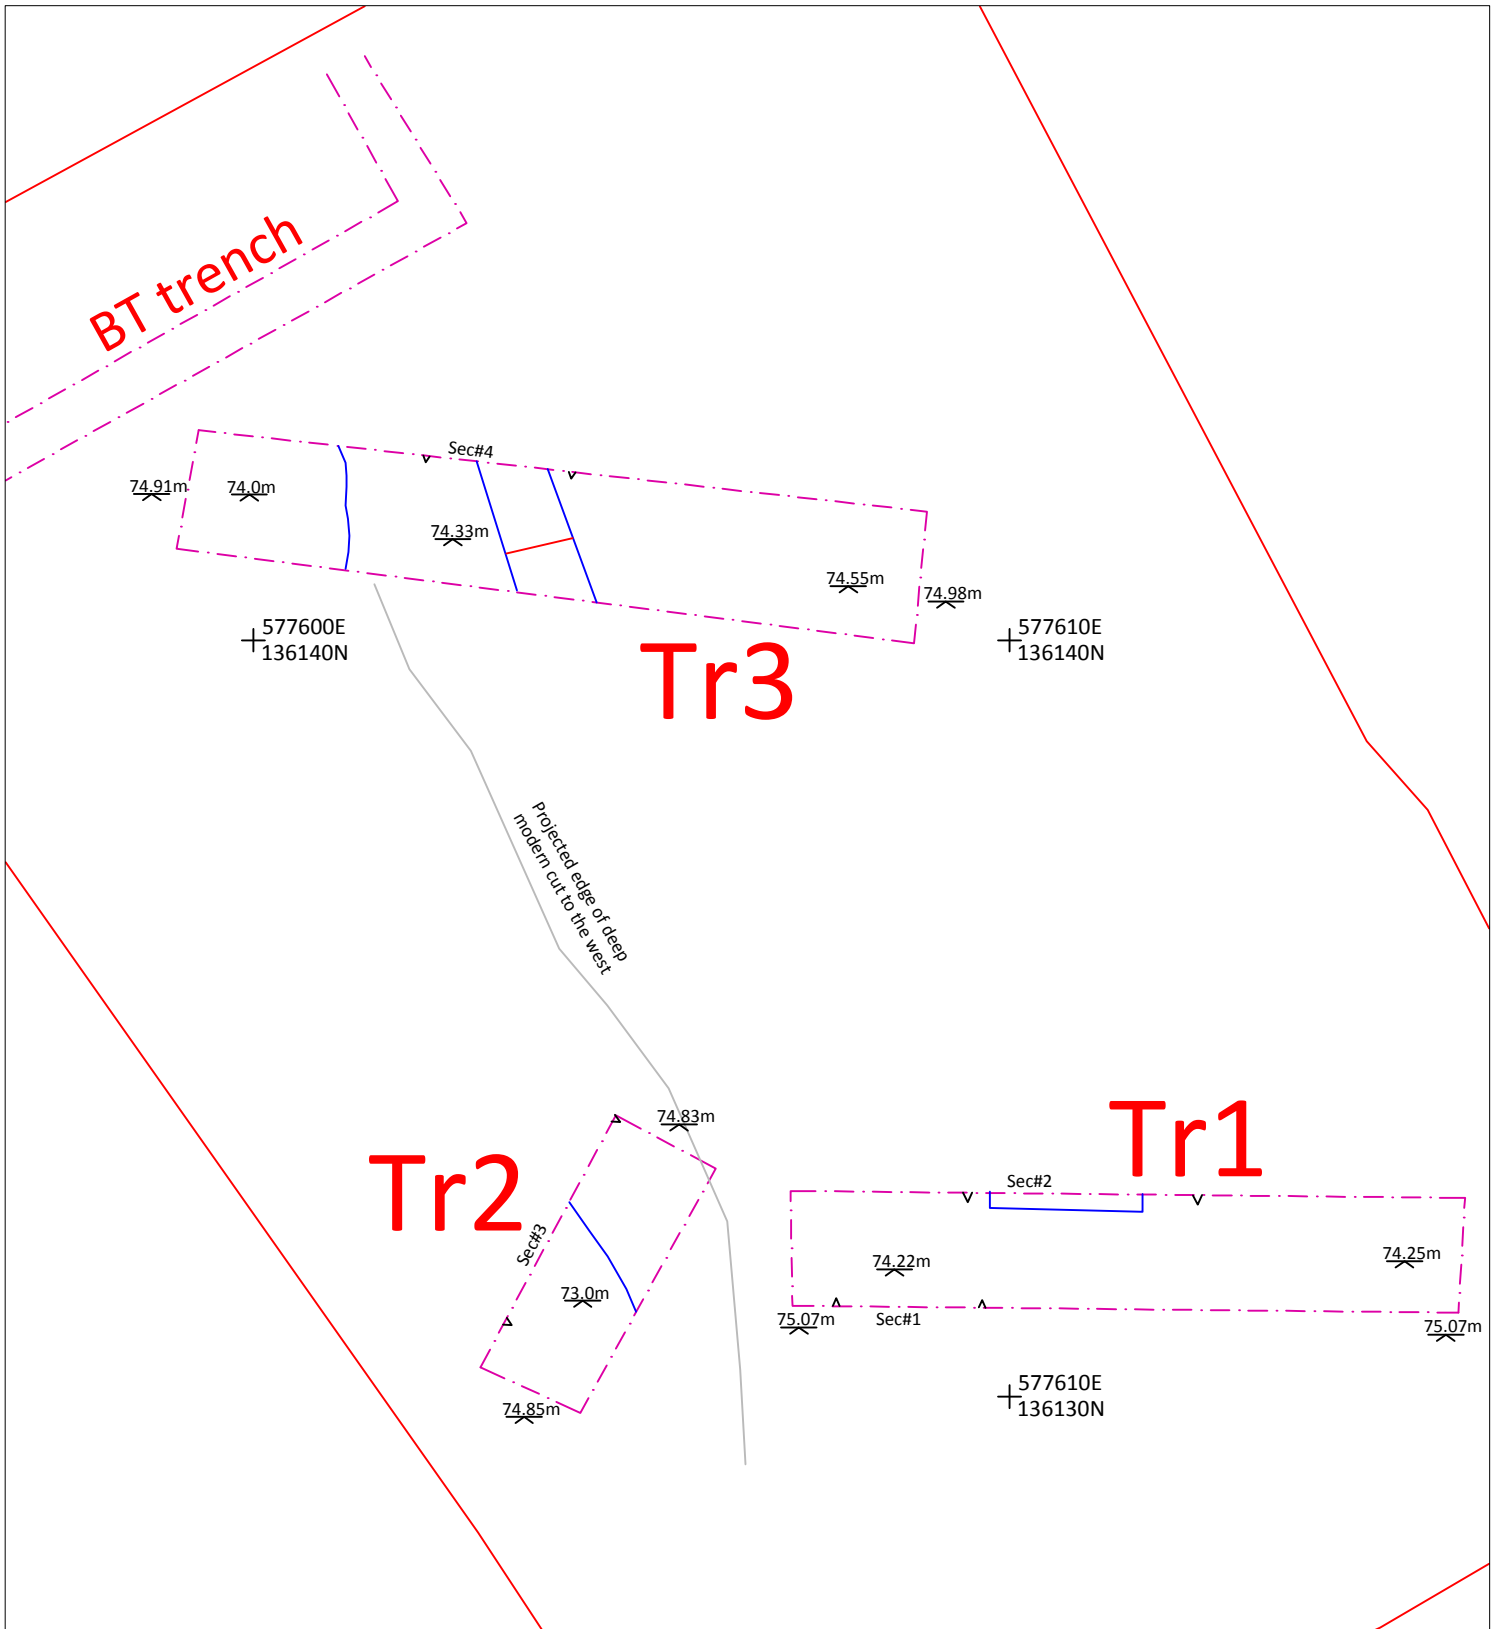 BT trench
Sec#4
74.91m
74.0m
74.33m
74.55m
74.98m
577600E
136140N
577610E
136140N
Tr3
Projected edge of deep
modern cut to the west
74.83m
Tr1
Tr2
Sec#2
Sec#3
74.22m
74.25m
73.0m
75.07m
Sec#1
75.07m
577610E
136130N
74.85m